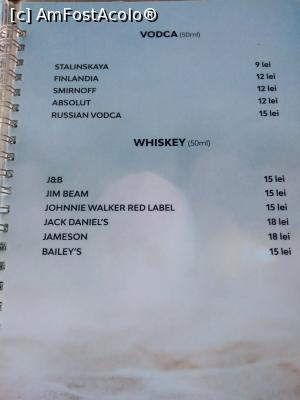 [c] AmFostAcolo®
VODCA (50ml)
STALINSKAYA 9 lei
FINLANDIA 12 lei
SMIRNOFF 12 lei
ABSOLUT 12 lei
RUSSIAN VODCA 15 lei
WHISKEY (50ml)
J&B 15 lei
JIM BEAM 15 lei
JOHNNIE WALKER RED LABEL 15 lei
JACK DANIEL'S 18 lei
JAMESON 18 lei
BAILEY'S 15 lei